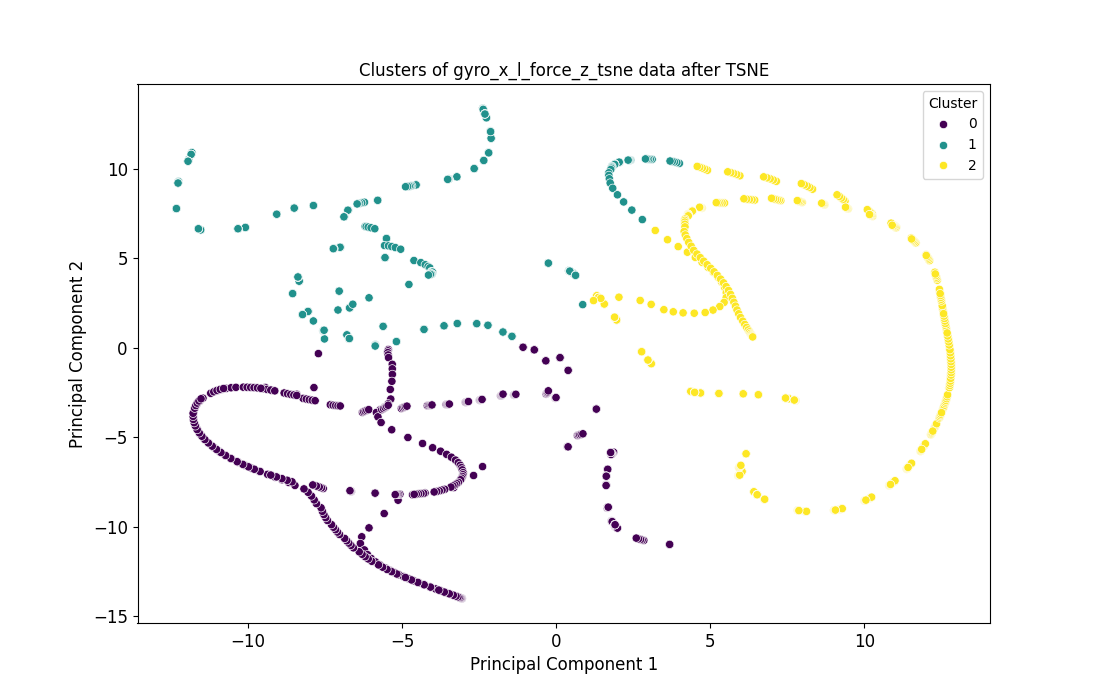 Clusters of gyro_x_l_force_z_tsne data after TSNE
Cluster
0
1
2
10
5
0
−5
−10
−15
Principal Component 2
−10 −5 0 5 10
Principal Component 1